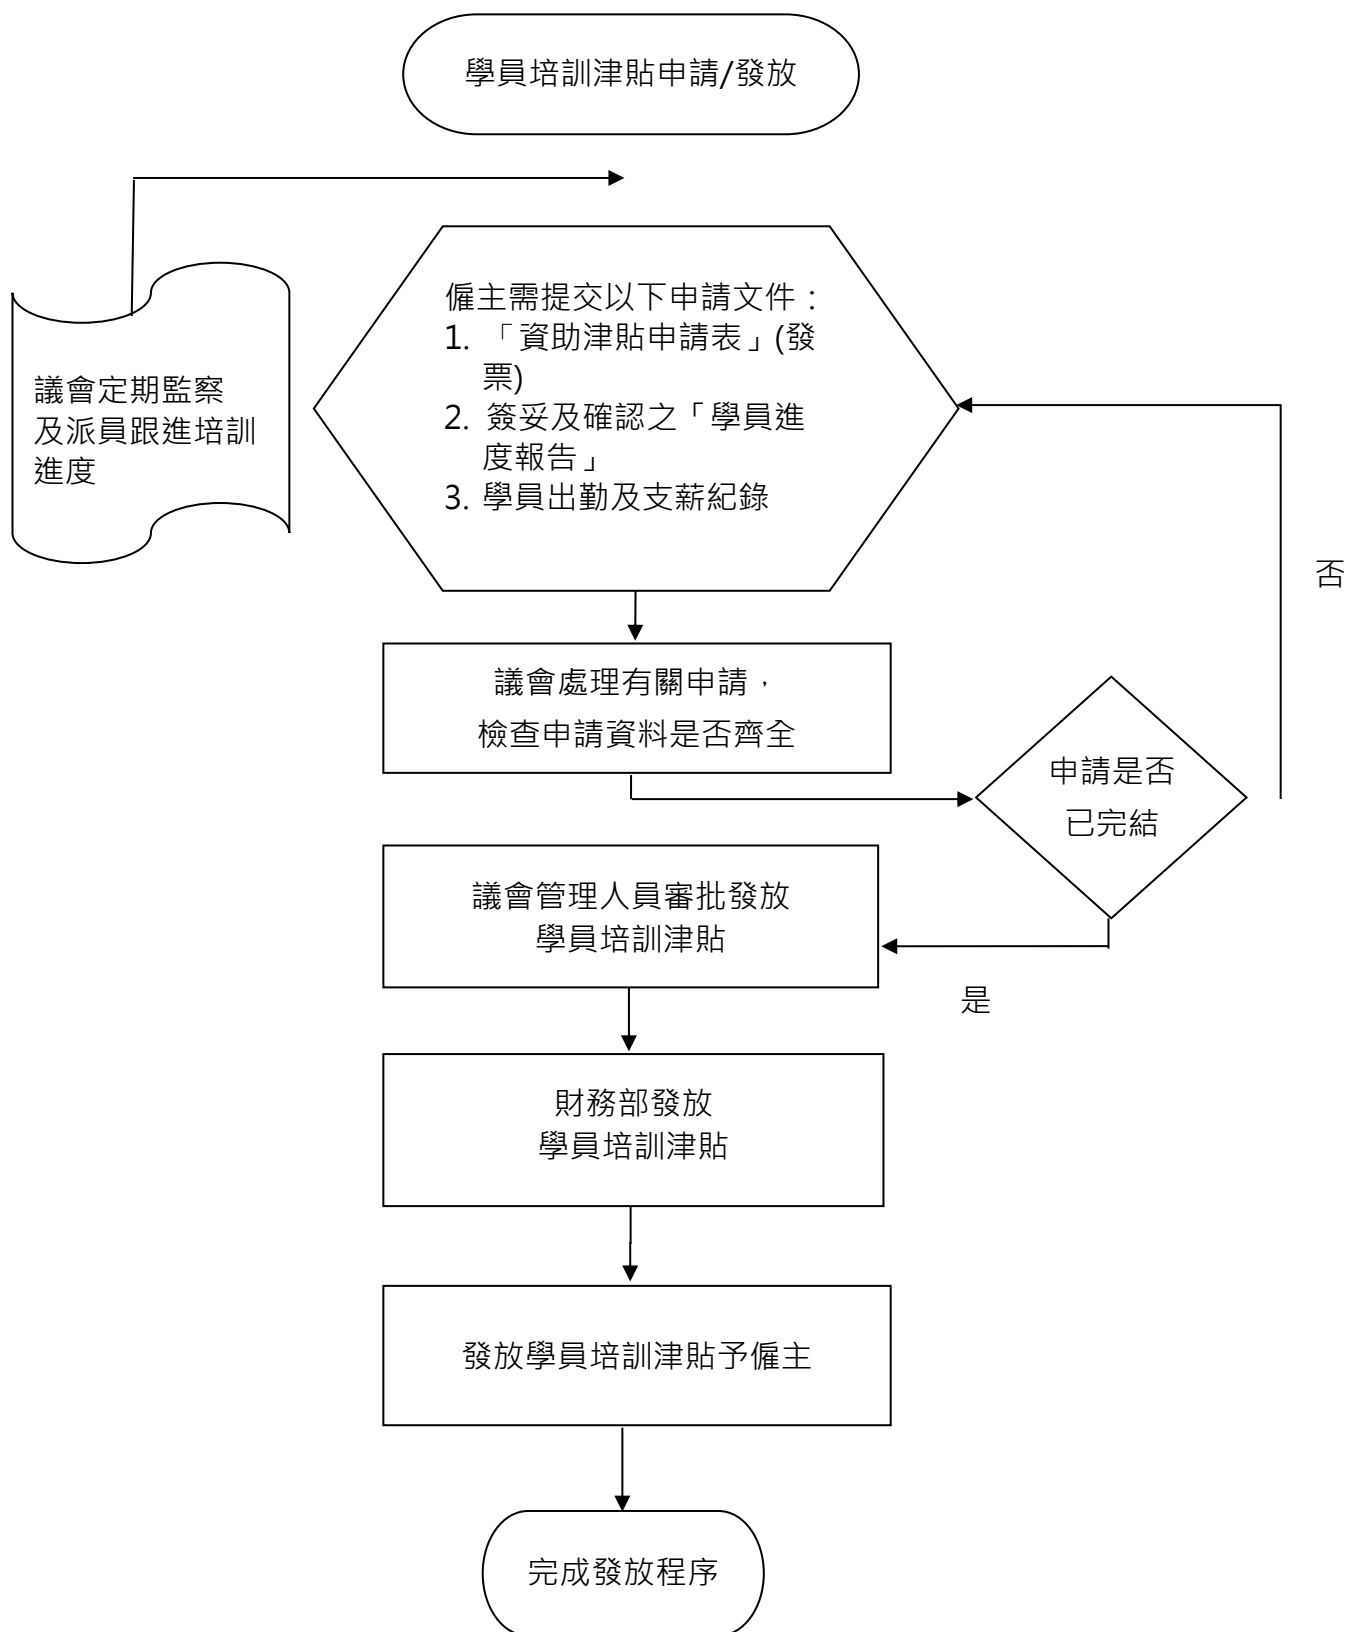 學員培訓津貼申請/發放
僱主需提交以下申請文件：
1. 「資助津貼申請表」(發
票)
2. 簽妥及確認之「學員進
度報告」
3. 學員出勤及支薪紀錄
議會定期監察
及派員跟進培訓
進度
否
議會處理有關申請，
檢查申請資料是否齊全
申請是否
已完結
議會管理人員審批發放
學員培訓津貼
是
財務部發放
學員培訓津貼
發放學員培訓津貼予僱主
完成發放程序